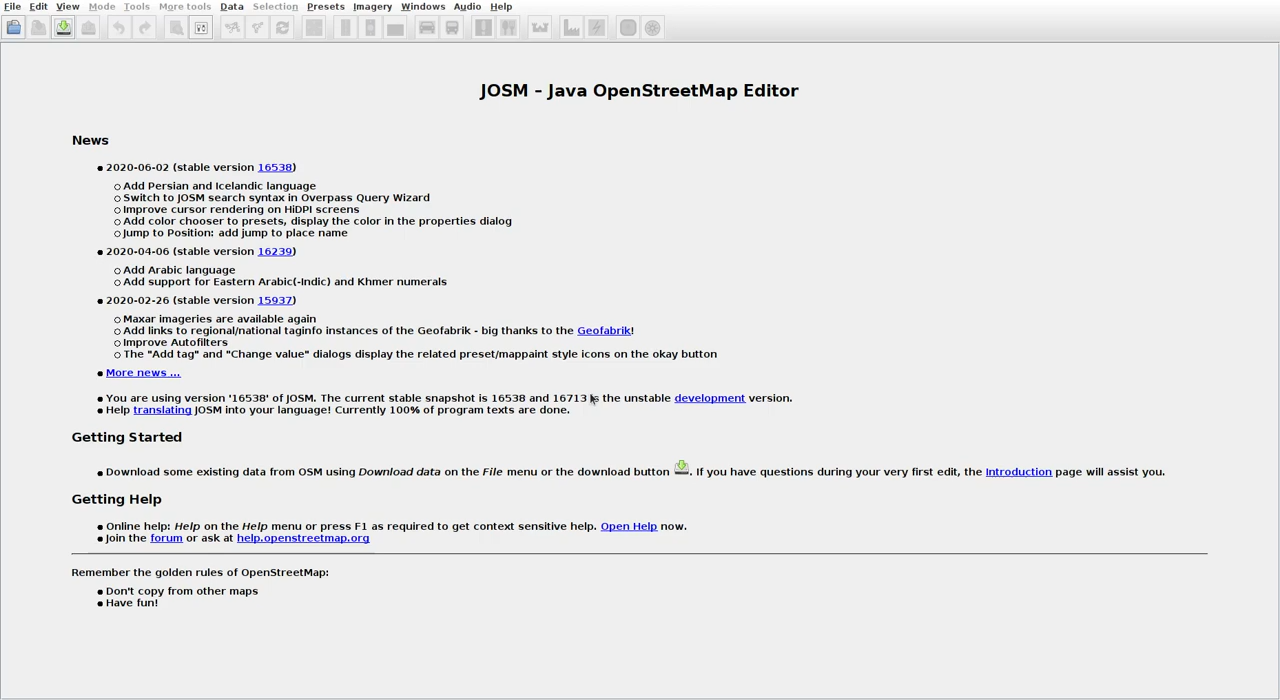 File Edit View Mode Tools More tools Data Selection Presets Imagery Windows Audio Help
JOSM – Java OpenStreetMap Editor
News
2020-06-02 (stable version 16538)
Add Persian and Icelandic language
Switch to JOSM search syntax in Overpass Query Wizard
Improve cursor rendering on HiDPI screens
Add color chooser to presets, display the color in the properties dialog
Jump to Position: add jump to place name
2020-04-06 (stable version 16239)
Add Arabic language
Add support for Eastern Arabic(-Indic) and Khmer numerals
2020-02-26 (stable version 15937)
Maxar imageries are available again
Add links to regional/national taginfo instances of the Geofabrik - big thanks to the Geofabrik!
Improve Autofilters
The "Add tag" and "Change value" dialogs display the related preset/mappaint style icons on the okay button
More news ...
You are using version '16538' of JOSM. The current stable snapshot is 16538 and 16713 is the unstable development version.
Help translating JOSM into your language! Currently 100% of program texts are done.
Getting Started
Download some existing data from OSM using Download data on the File menu or the download button . If you have questions during your very first edit, the Introduction page will assist you.
Getting Help
Online help: Help on the Help menu or press F1 as required to get context sensitive help. Open Help now.
Join the forum or ask at help.openstreetmap.org
Remember the golden rules of OpenStreetMap:
Don't copy from other maps
Have fun!